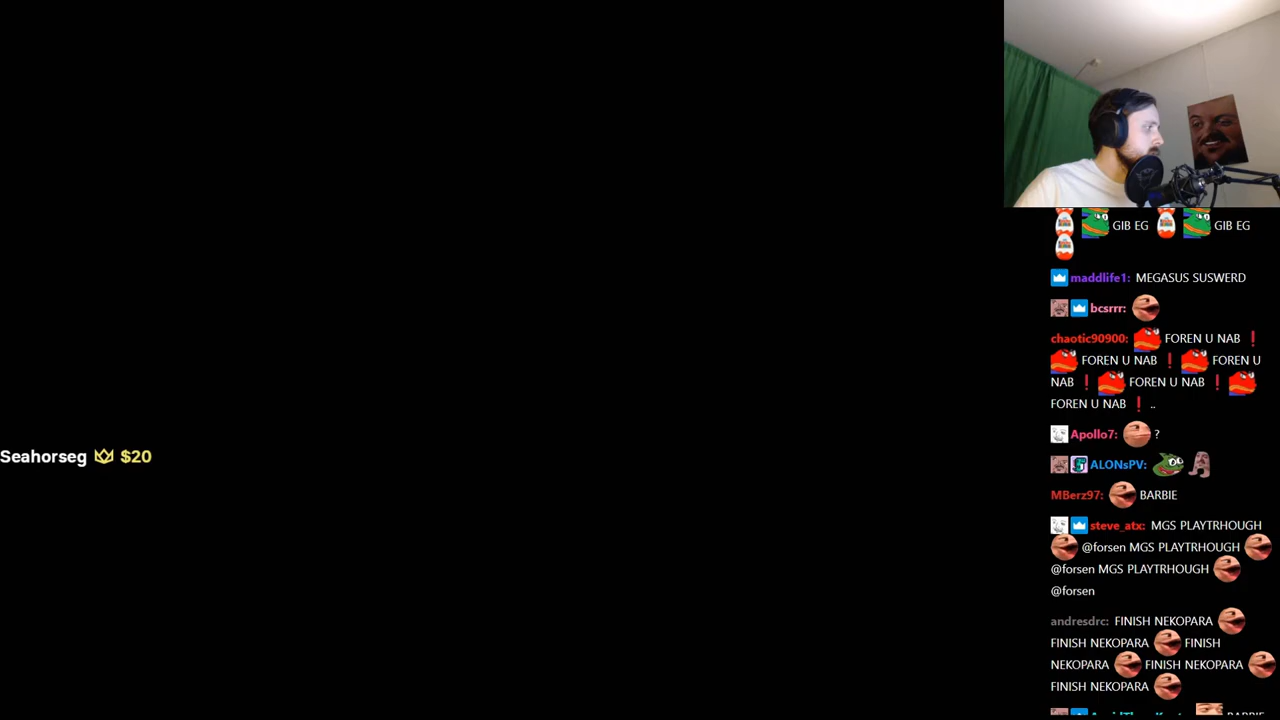 GIB EG GIB EG
maddlife1: MEGASUS SUSWERD
bcsrrr:
chaotic90900: FOREN U NAB ❗
FOREN U NAB ❗ FOREN U
NAB ❗ FOREN U NAB ❗
FOREN U NAB ❗ ..
Apollo7: ?
Seahorseg $20
ALONsPV:
MBerz97: BARBIE
steve_atx: MGS PLAYTRHOUGH
@forsen MGS PLAYTRHOUGH
@forsen MGS PLAYTRHOUGH
@forsen
andresdrc: FINISH NEKOPARA
FINISH NEKOPARA FINISH
NEKOPARA FINISH NEKOPARA
FINISH NEKOPARA